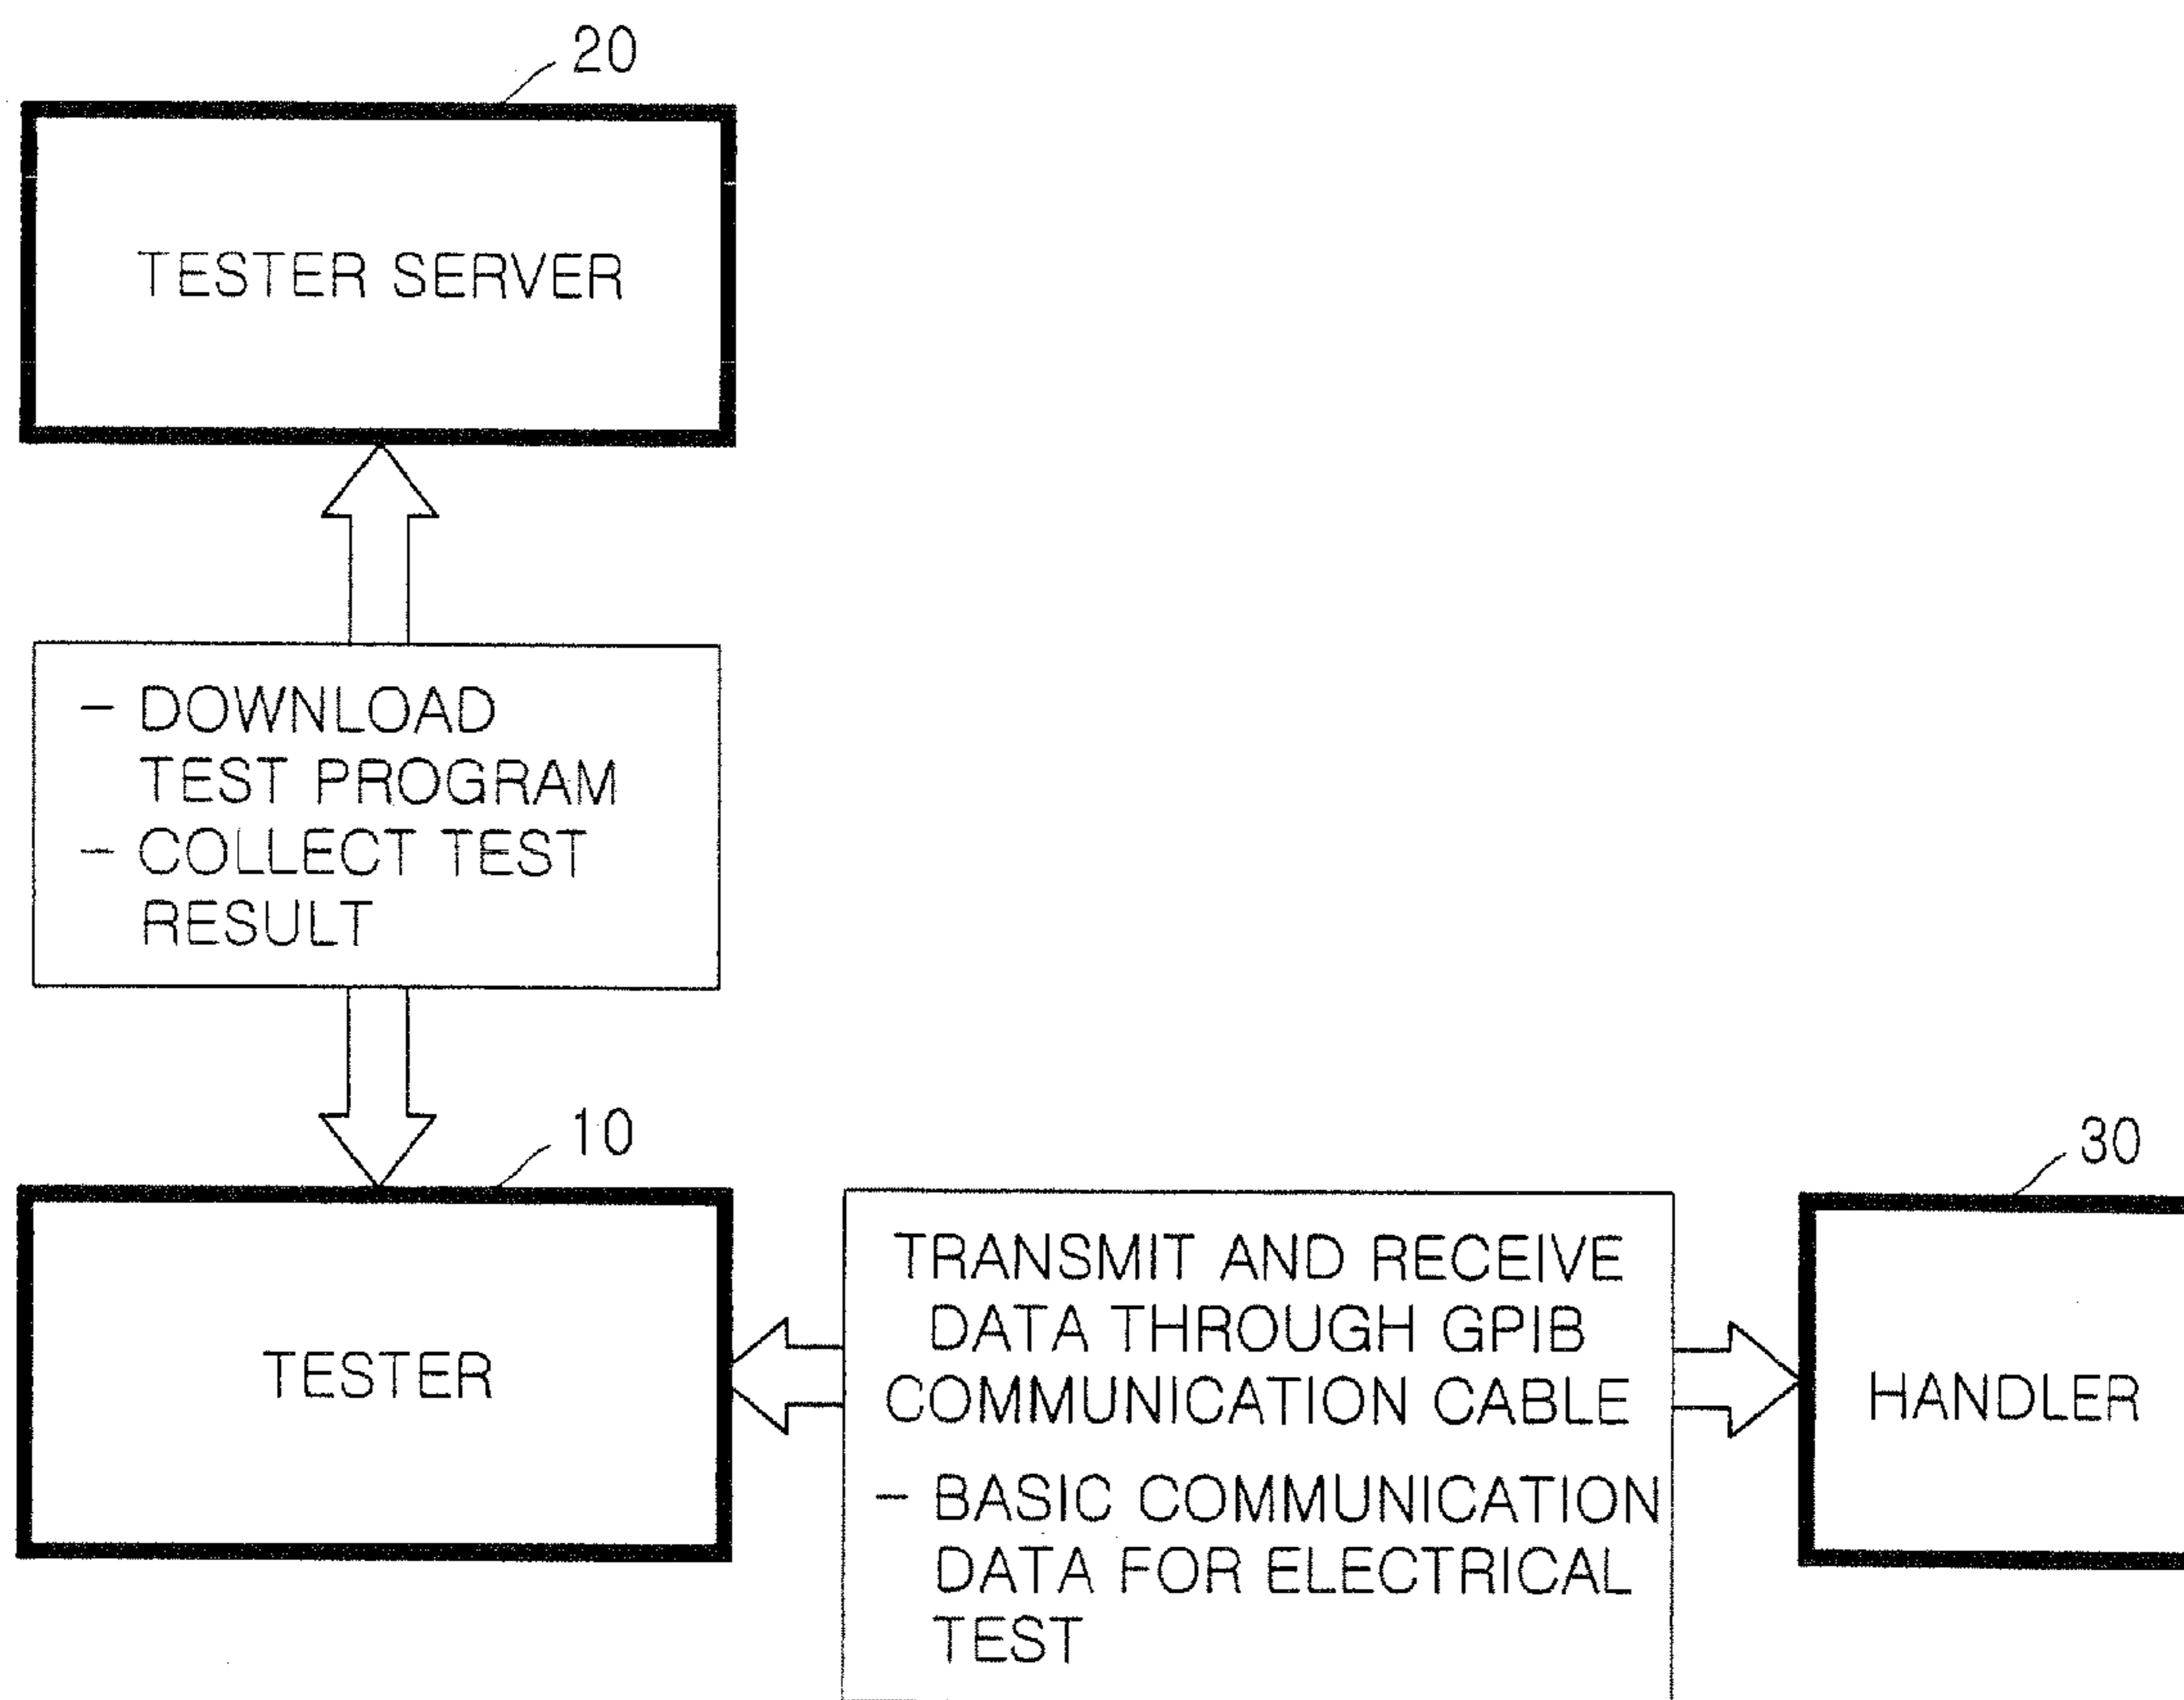 20
TESTER SERVER
– DOWNLOAD
TEST PROGRAM
– COLLECT TEST
RESULT
10
TESTER
TRANSMIT AND RECEIVE
DATA THROUGH GPIB
COMMUNICATION CABLE
– BASIC COMMUNICATION
DATA FOR ELECTRICAL
TEST
30
HANDLER